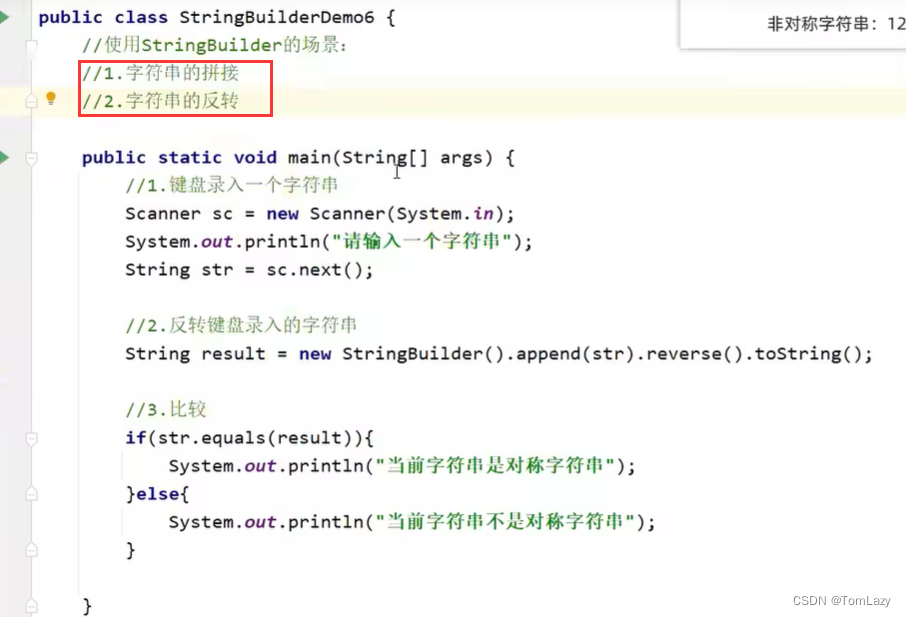 public class StringBuilderDemo6 {
非对称字符串：12
//使用StringBuilder的场景：
//1.字符串的拼接
//2.字符串的反转
public static void main(String[] args) {
//1.键盘录入一个字符串
Scanner sc = new Scanner(System.in);
System.out.println("请输入一个字符串");
String str = sc.next();
//2.反转键盘录入的字符串
String result = new StringBuilder().append(str).reverse().toString();
//3.比较
if(str.equals(result)){
System.out.println("当前字符串是对称字符串");
}else{
System.out.println("当前字符串不是对称字符串");
}
}
CSDN @TomLazy